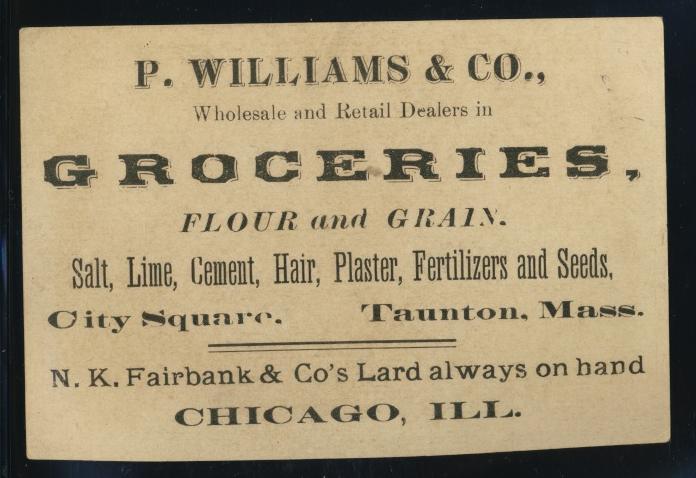 P. WILLIAMS & CO.,
Wholesale and Retail Dealers in
GROCERIES,
FLOUR and GRAIN.
Salt, Lime, Cement, Hair, Plaster, Fertilizers and Seeds,
City Square. Taunton, Mass.
N. K. Fairbank & Co's Lard always on hand
CHICAGO, ILL.